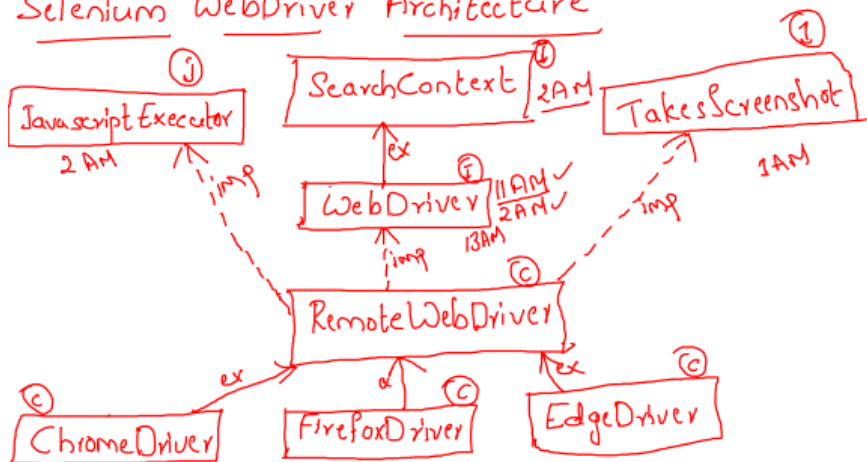 Selenium WebDriver Architecture
JavascriptExecutor
2 AM
SearchContext
I
2AM
TakesScreenshot
1AM
ex
imp
WebDriver
I
11AM ✓
2AM ✓
13AM
imp
imp
RemoteWebDriver
C
ex
ex
C
ChromeDriver
FirefoxDriver
C
EdgeDriver
C